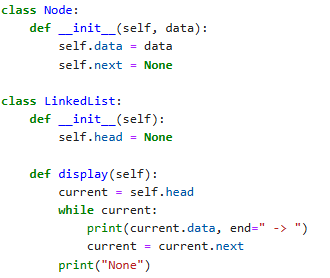 class Node:
    def __init__(self, data):
        self.data = data
        self.next = None

class LinkedList:
    def __init__(self):
        self.head = None

    def display(self):
        current = self.head
        while current:
            print(current.data, end=" -> ")
            current = current.next
        print("None")